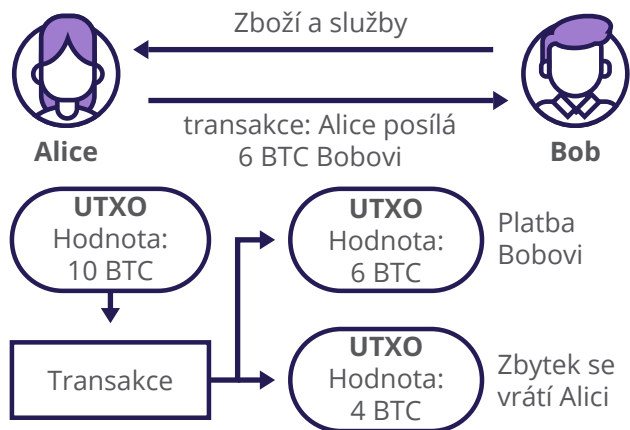 Zboží a služby
transakce: Alice posílá
6 BTC Bobovi
Alice
Bob
UTXO
Hodnota:
10 BTC
UTXO
Hodnota:
6 BTC
Platba
Bobovi
Transakce
UTXO
Hodnota:
4 BTC
Zbytek se
vrátí Alici